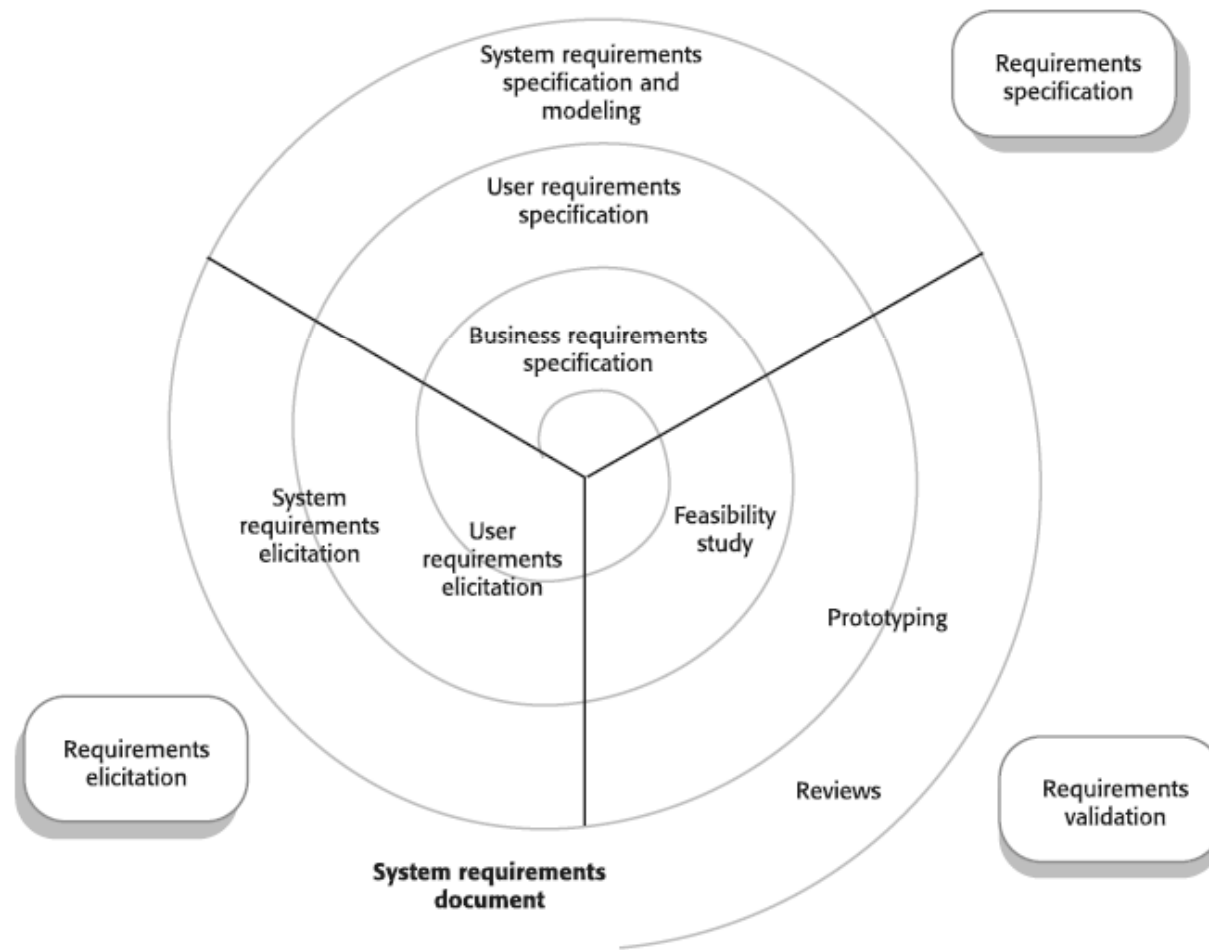 System requirements
specification and
modeling
Requirements
specification
User requirements
specification
Business requirements
specification
System
requirements
elicitation
User
requirements
elicitation
Feasibility
study
Prototyping
Requirements
elicitation
Reviews
Requirements
validation
System requirements
document